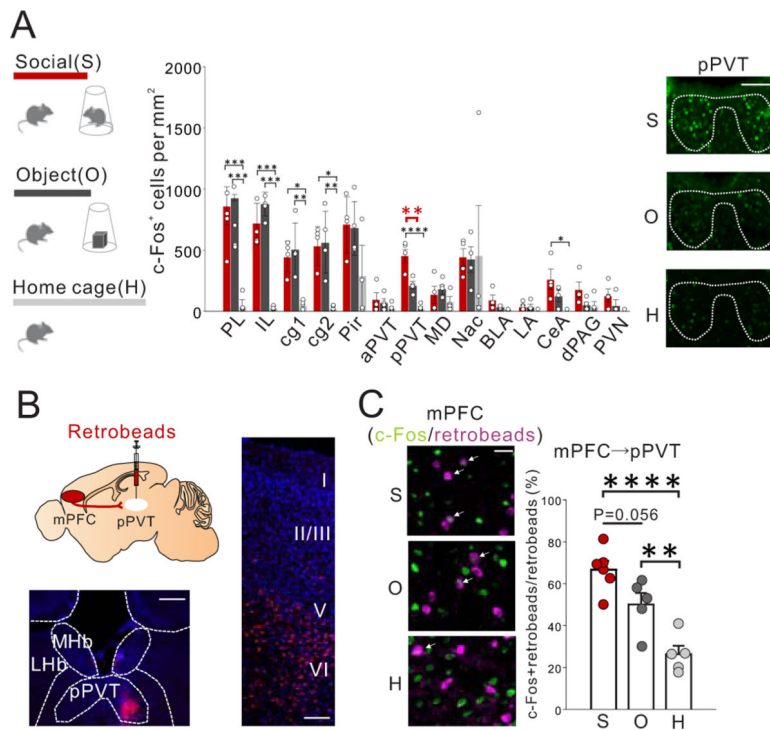 A
Social(S)
Object(O)
Home cage(H)
c-Fos⁺ cells per mm²
2000
1500
1000
500
0
***
***
***
***
*
**
*
**
**
****
*
PL
IL
cg1
cg2
Pir
aPVT
pPVT
MD
Nac
BLA
LA
CeA
dPAG
PVN
pPVT
S
O
H
B
Retrobeads
mPFC
pPVT
MHb
LHb
pPVT
I
II/III
V
VI
C
mPFC
(c-Fos/retrobeads)
S
O
H
mPFC→pPVT
c-Fos+retrobeads/retrobeads (%)
100
80
60
40
20
0
****
P=0.056
**
S O H